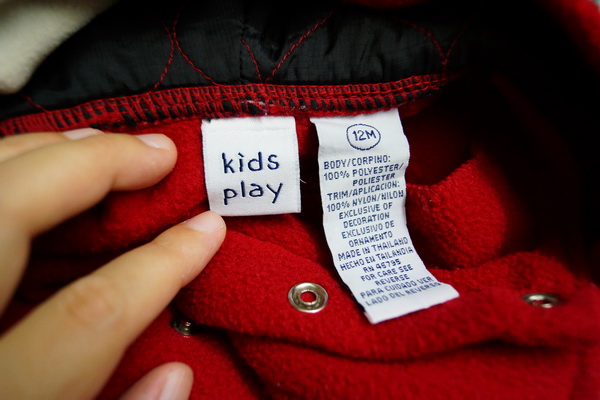 kids
play
12M
BODY/CORPINO:
100% POLYESTER/
POLIESTER
TRIM/APLICACION:
100% NYLON/NILON
EXCLUSIVE OF
DECORATION
EXCLUSIVO DE
ORNAMENTO
MADE IN THAILAND
HECHO EN TAILANDIA
RN 45795
FOR CARE SEE
REVERSE
PARA CUIDADO VER
LADO DEL REVERSO